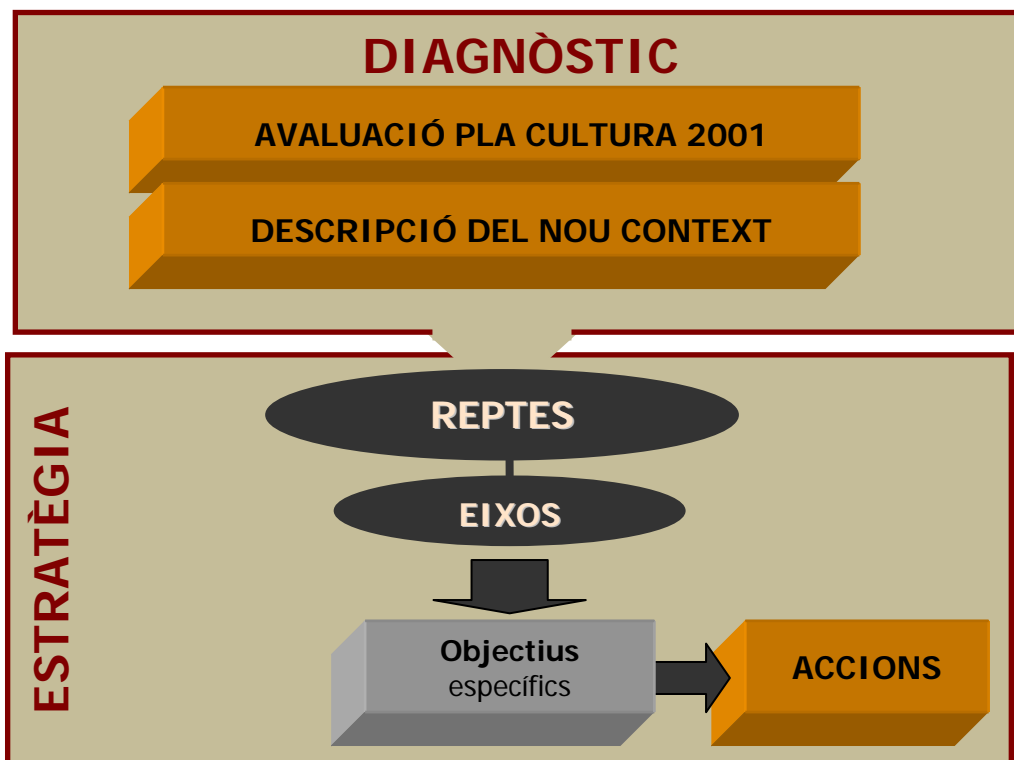 DIAGNÒSTIC
AVALUACIÓ PLA CULTURA 2001
DESCRIPCIÓ DEL NOU CONTEXT
ESTRATÈGIA
REPTES
EIXOS
Objectius
específics
ACCIONS